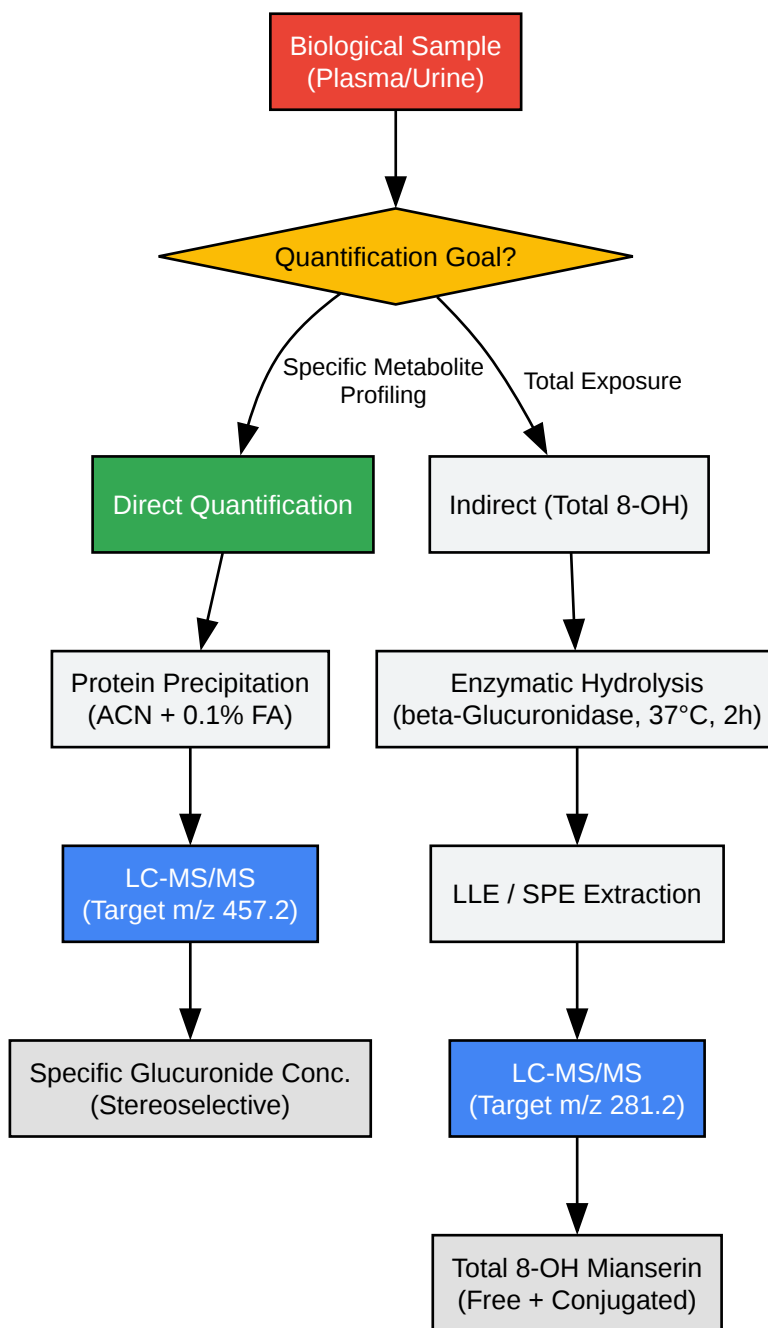 Biological Sample
(Plasma/Urine)
Quantification Goal?
Specific Metabolite
Profiling
Total Exposure
Direct Quantification
Indirect (Total 8-OH)
Protein Precipitation
(ACN + 0.1% FA)
Enzymatic Hydrolysis
(beta-Glucuronidase, 37°C, 2h)
LC-MS/MS
(Target m/z 457.2)
LLE / SPE Extraction
Specific Glucuronide Conc.
(Stereoselective)
LC-MS/MS
(Target m/z 281.2)
Total 8-OH Mianserin
(Free + Conjugated)